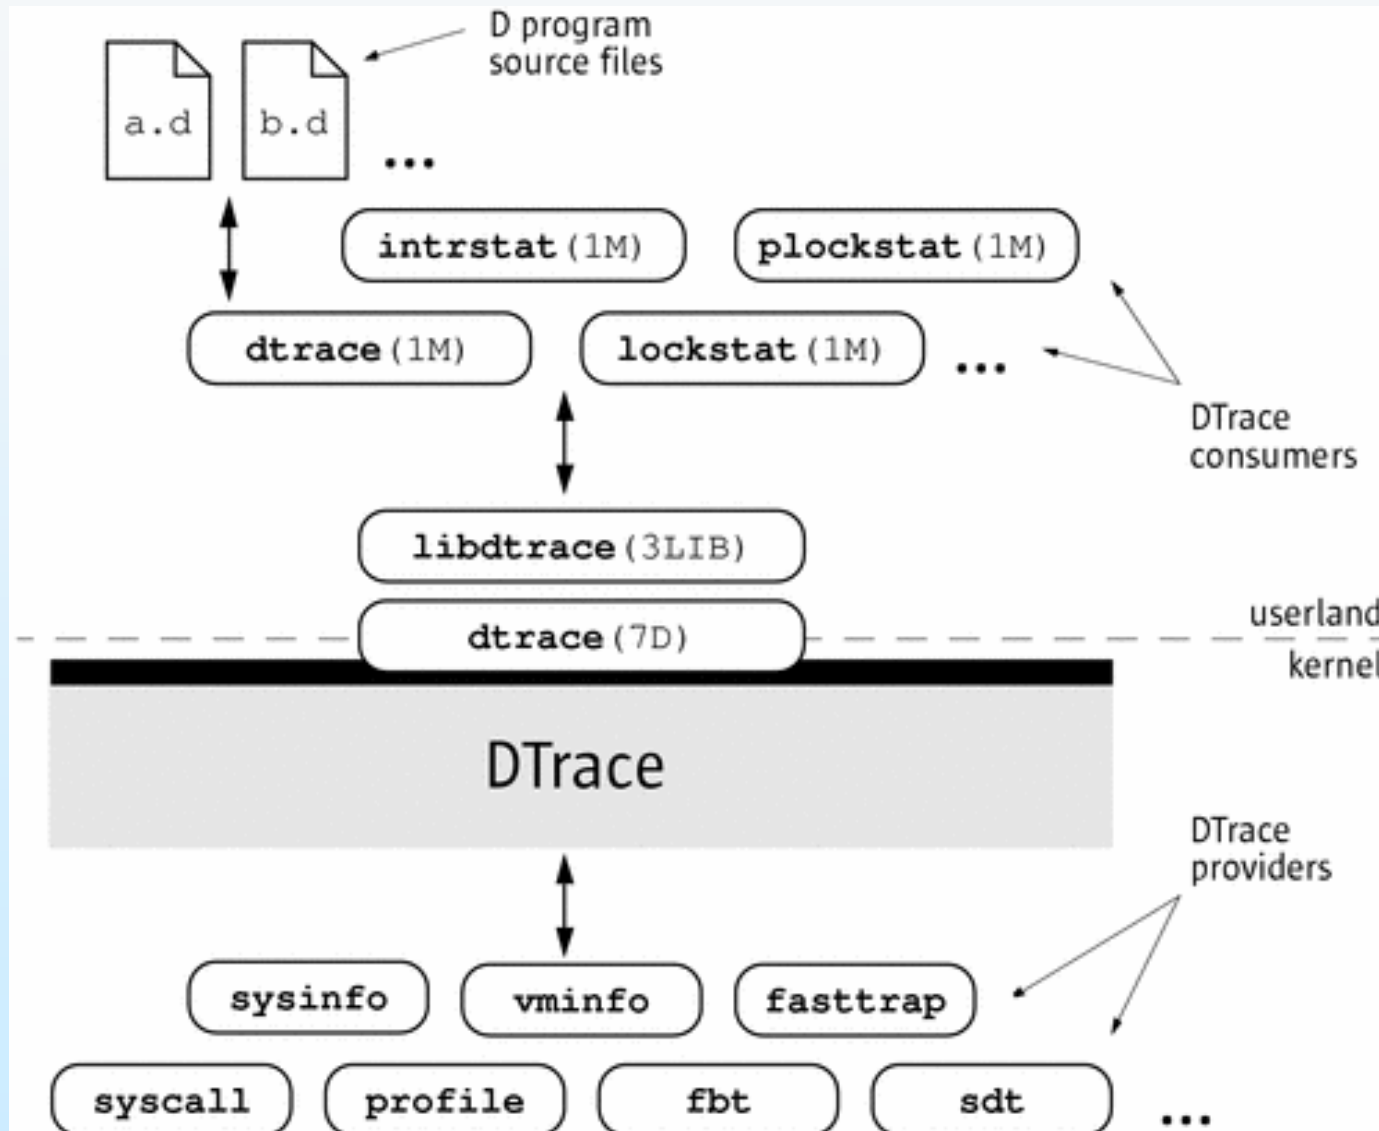 D program
source files
a.d
b.d
...
intrstat(1M)
plockstat(1M)
dtrace(1M)
lockstat(1M)
...
DTrace
consumers
libdtrace(3LIB)
userland
dtrace(7D)
kernel
DTrace
DTrace
providers
sysinfo
vminfo
fasttrap
syscall
profile
fbt
sdt
...